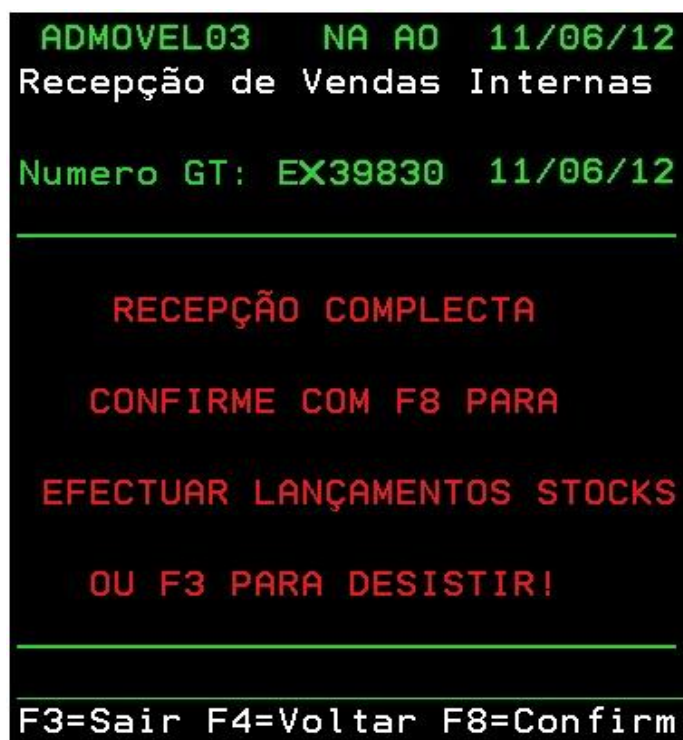 ADMOVEL03 NA AO 11/06/12
Recepção de Vendas Internas
Numero GT: EX39830 11/06/12
RECEPÇÃO COMPLECTA
CONFIRME COM F8 PARA
EFECTUAR LANÇAMENTOS STOCKS
OU F3 PARA DESISTIR!
F3=Sair F4=Voltar F8=Confirm